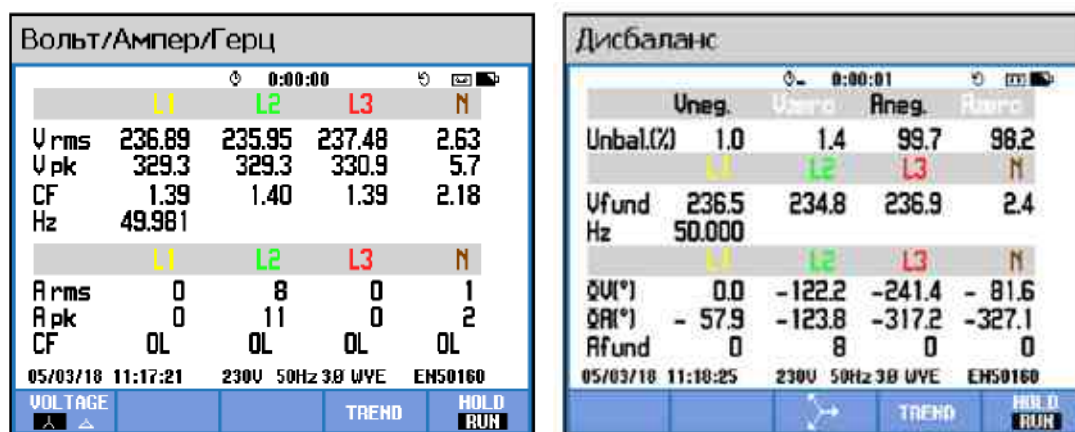 Вольт/Ампер/Герц
0:00:00
L1 L2 L3 N
V rms 236.89 235.95 237.48 2.63
V pk 329.3 329.3 330.9 5.7
CF 1.39 1.40 1.39 2.18
Hz 49.981
L1 L2 L3 N
A rms 0 8 0 1
A pk 0 11 0 2
CF OL OL OL OL
05/03/18 11:17:21 230V 50Hz 3Ø WYE EN50160
VOLTAGE TREND HOLD
RUN
Дисбаланс
0:00:01
Vneg. Vzero Aneg. Azero
Unbal.(%) 1.0 1.4 99.7 98.2
L1 L2 L3 N
Vfund 236.5 234.8 236.9 2.4
Hz 50.000
L1 L2 L3 N
ΦV(°) 0.0 -122.2 -241.4 - 81.6
ΦA(°) - 57.9 -123.8 -317.2 -327.1
Afund 0 8 0 0
05/03/18 11:18:25 230V 50Hz 3Ø WYE EN50160
TREND HOLD
RUN